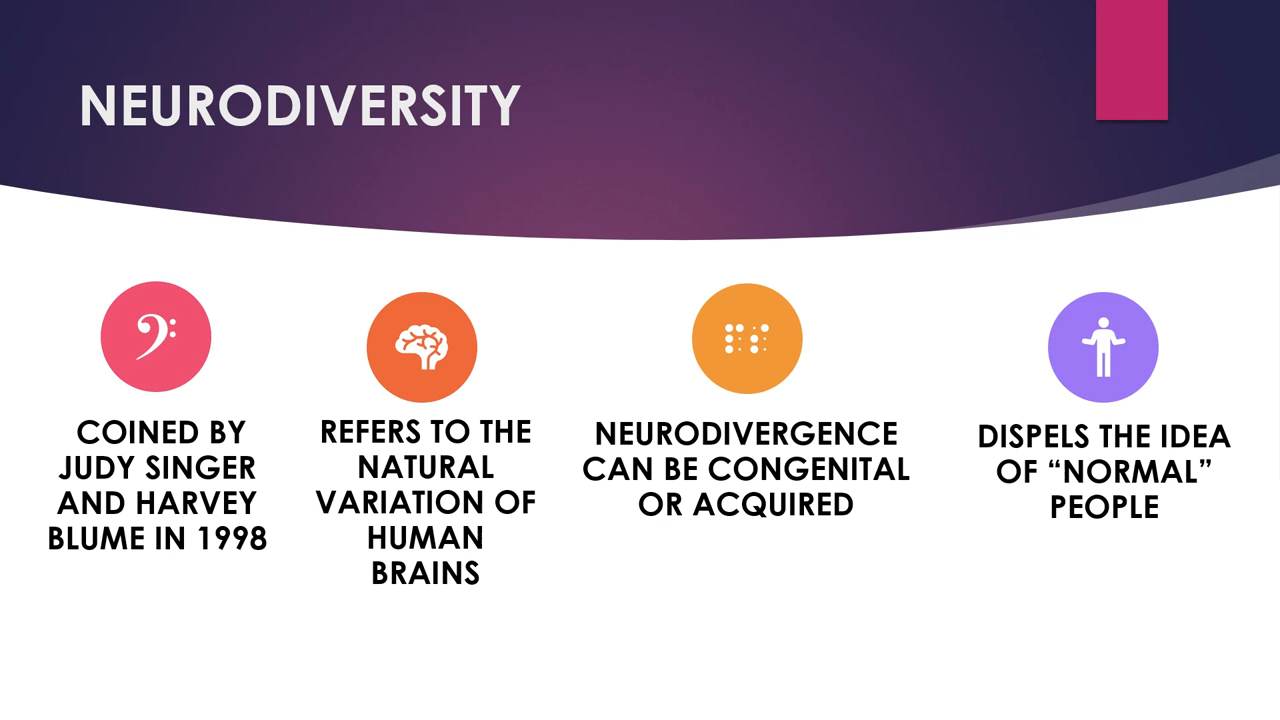 NEURODIVERSITY
COINED BY
JUDY SINGER
AND HARVEY
BLUME IN 1998
REFERS TO THE
NATURAL
VARIATION OF
HUMAN
BRAINS
NEURODIVERGENCE
CAN BE CONGENITAL
OR ACQUIRED
DISPELS THE IDEA
OF “NORMAL”
PEOPLE